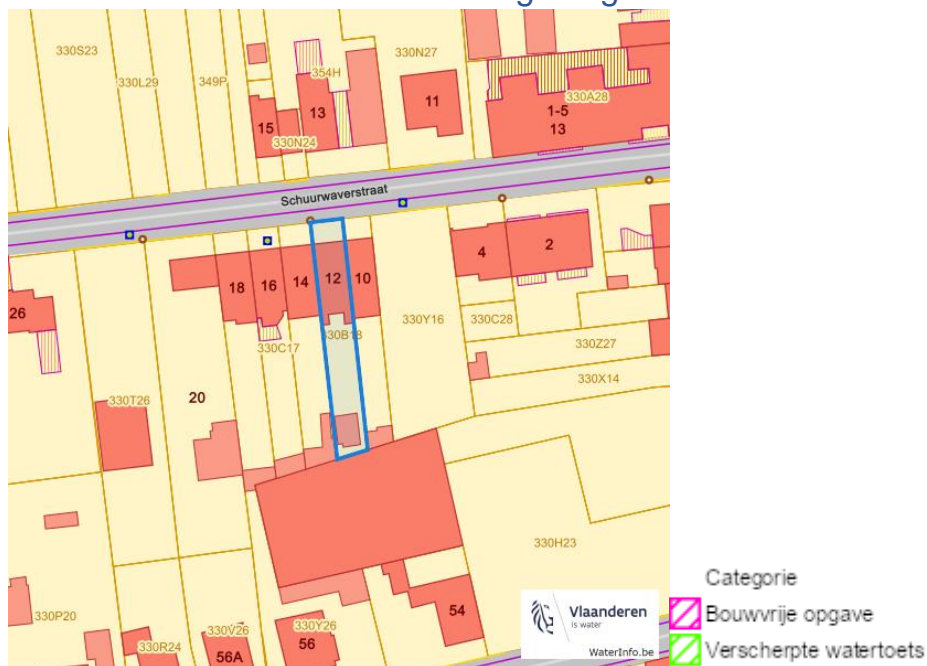 330S23
330L29
349P
354H
330N27
330A28
1-5
13
15
13
11
330N24
Schuurwaverstraat
26
18
16
14
12
10
4
2
330C17
330B18
330Y16
330C28
330Z27
330X14
330T26
20
330H23
330P20
330R24
330V26
330Y26
56A
56
54
Vlaanderen
is water
WaterInfo.be
Categorie
Bouwvrije opgave
Verscherpte watertoets